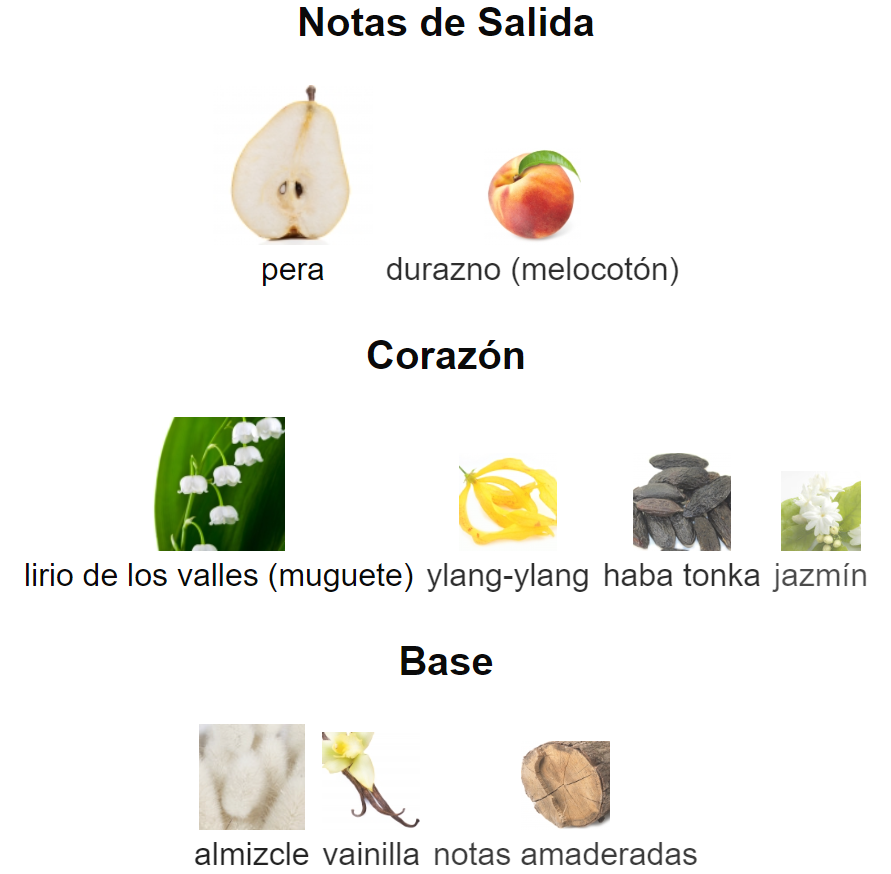 Notas de Salida
pera durazno (melocotón)
Corazón
lirio de los valles (muguete) ylang-ylang haba tonka jazmín
Base
almizcle vainilla notas amaderadas